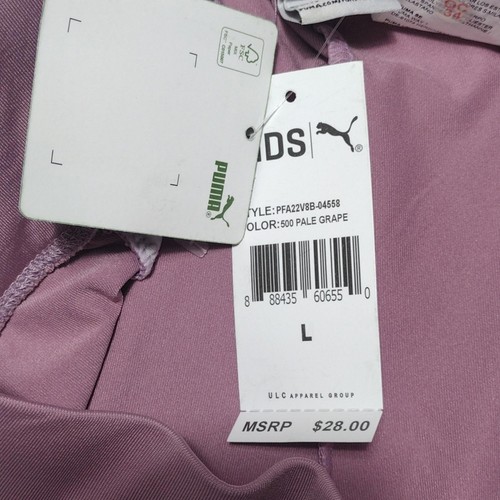 FSC
PUMA
IDS
STYLE: PFA22V8B-04558
COLOR: 500 PALE GRAPE
8 88435 60655 0
L
ULC APPAREL GROUP
MSRP $28.00